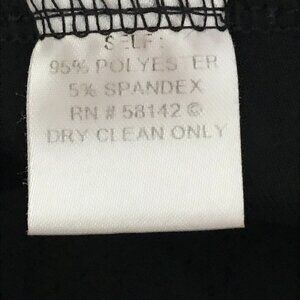 SELF:
95% POLYESTER
5% SPANDEX
RN # 58142 ©
DRY CLEAN ONLY